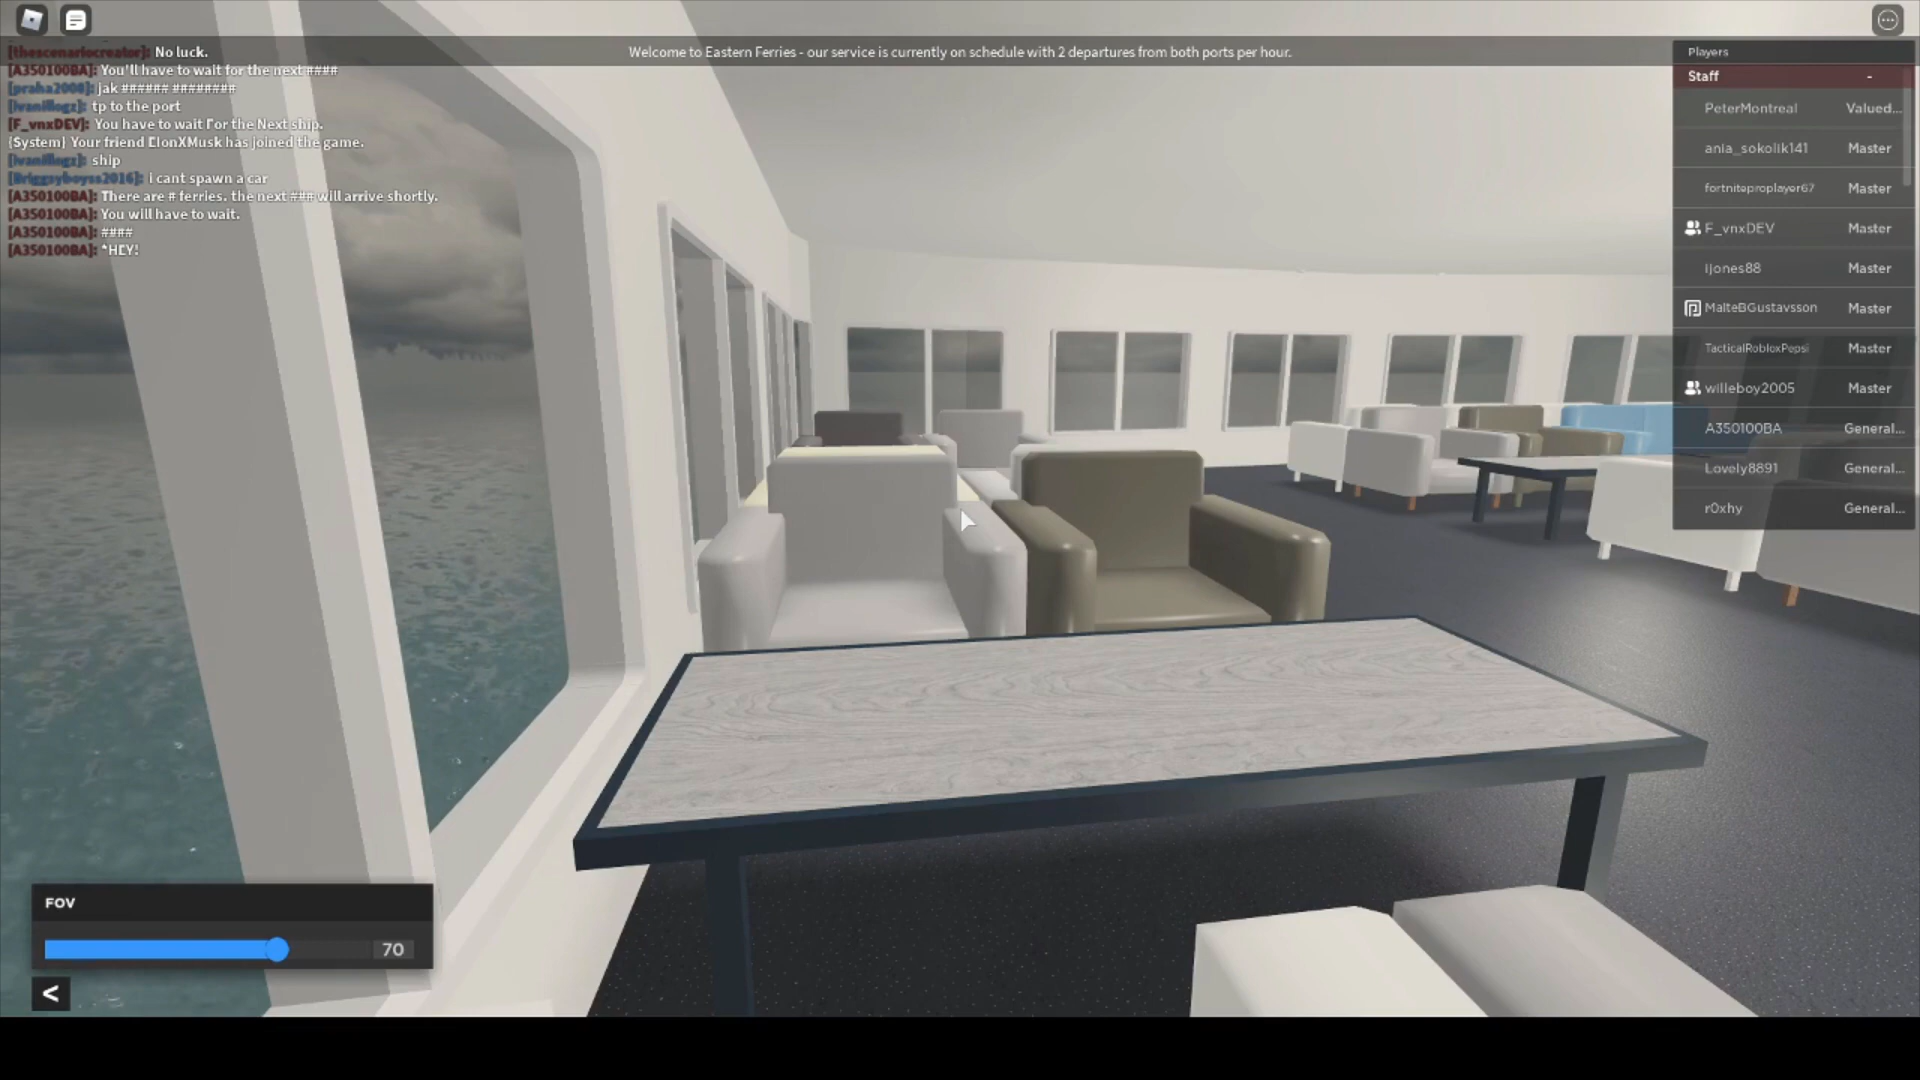 Welcome to Eastern Ferries - our service is currently on schedule with 2 departures from both ports per hour.
[thescenariocreator]: No luck.
[A350100BA]: You'll have to wait for the next ####
[praha2008]: jak ###### ########
[ivanillogz]: tp to the port
[F_vnxDEV]: You have to wait For the Next ship.
{System} Your friend ElonXMusk has joined the game.
[ivanillogz]: ship
[Briggsyboyss2016]: i cant spawn a car
[A350100BA]: There are # ferries. the next ### will arrive shortly.
[A350100BA]: You will have to wait.
[A350100BA]: ####
[A350100BA]: *HEY!
Players
Staff -
PeterMontreal Valued...
ania_sokolik141 Master
fortniteproplayer67 Master
F_vnxDEV Master
ljones88 Master
MalteBGustavsson Master
TacticalRobloxPepsi Master
willeboy2005 Master
A350100BA General...
Lovely8891 General...
r0xhy General...
FOV
70
<